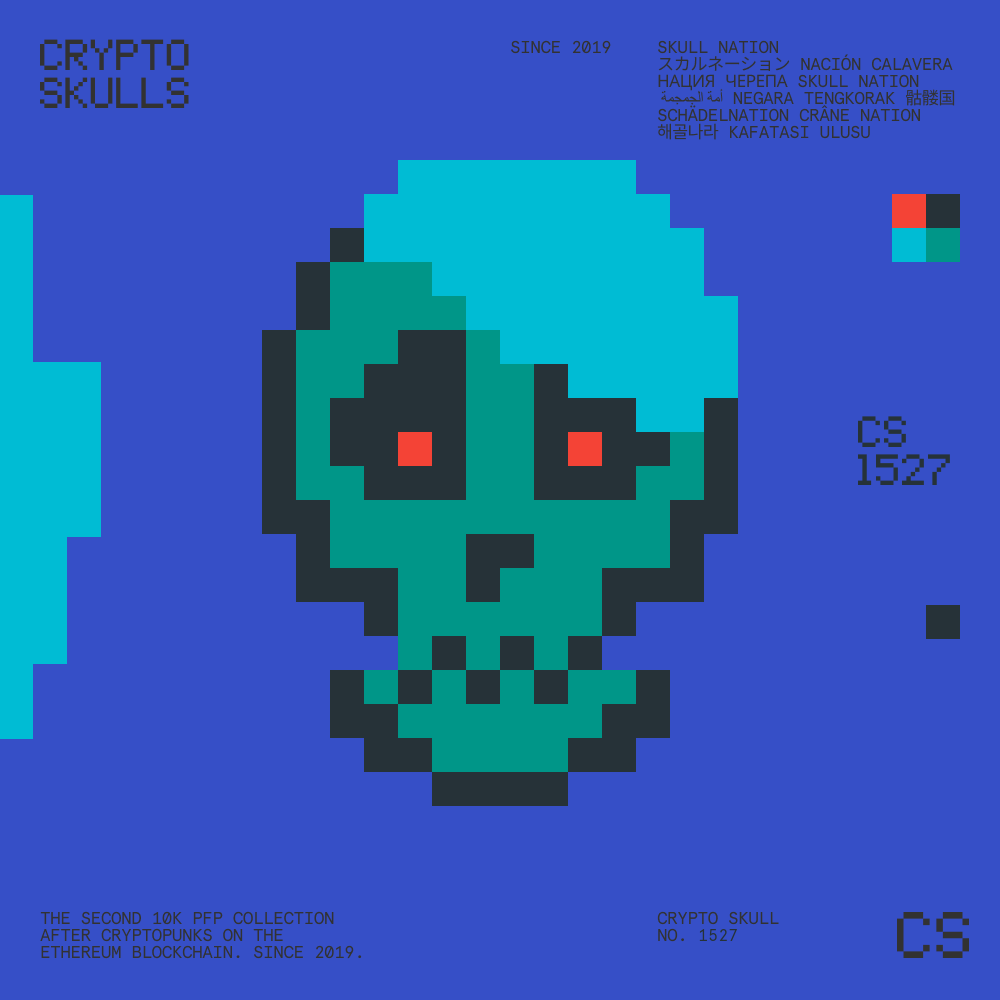 CRYPTO
SKULLS
SINCE 2019
SKULL NATION
スカルネーション NACIÓN CALAVERA
НАЦИЯ ЧЕРЕПА SKULL NATION
أمة الجمجمة NEGARA TENGKORAK 骷髅国
SCHÄDELNATION CRÂNE NATION
해골나라 KAFATASI ULUSU
CS
1527
THE SECOND 10K PFP COLLECTION
AFTER CRYPTOPUNKS ON THE
ETHEREUM BLOCKCHAIN. SINCE 2019.
CRYPTO SKULL
NO. 1527
CS